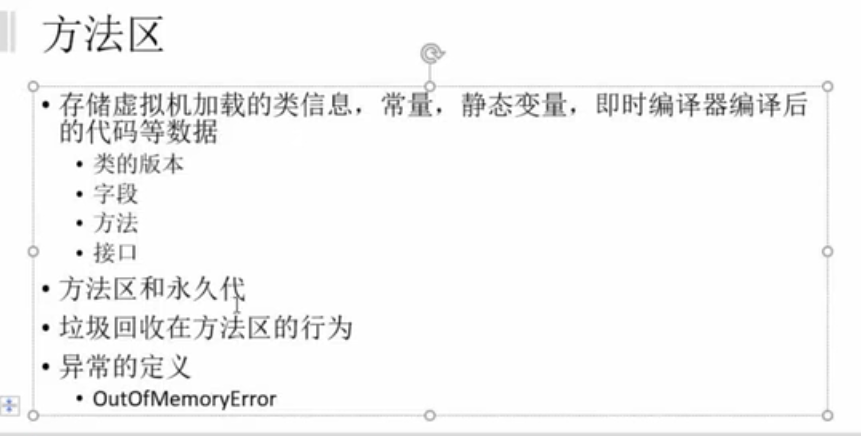 方法区
• 存储虚拟机加载的类信息，常量，静态变量，即时编译器编译后
的代码等数据
• 类的版本
• 字段
• 方法
• 接口
• 方法区和永久代
• 垃圾回收在方法区的行为
• 异常的定义
• OutOfMemoryError